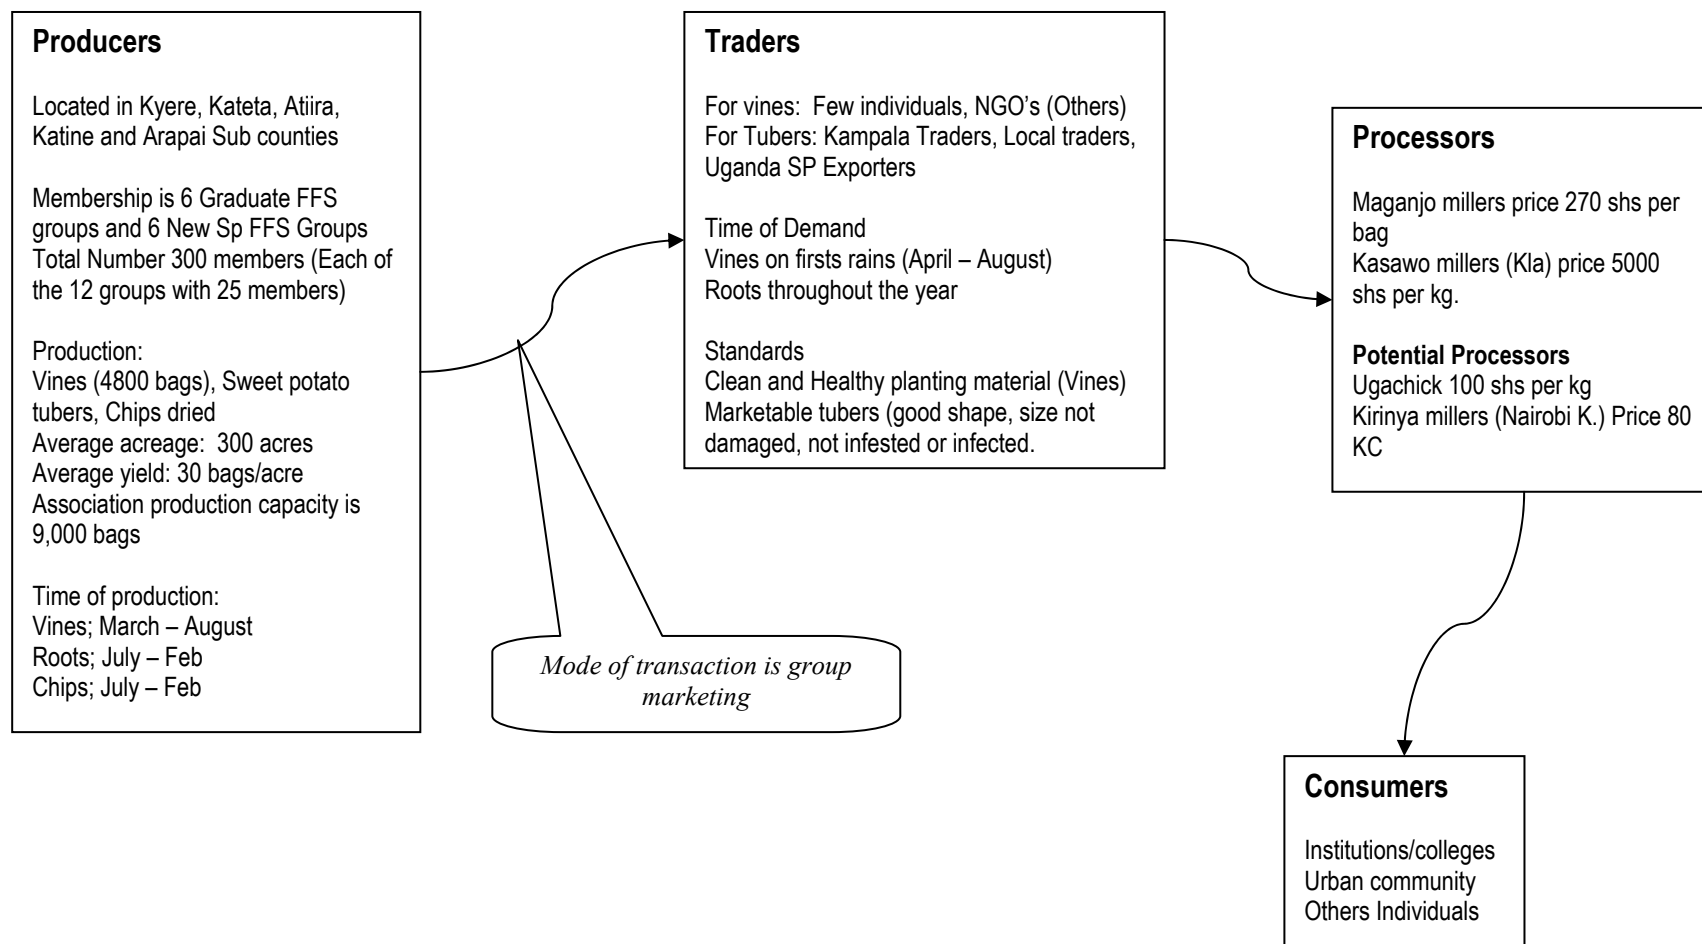 Producers
Located in Kyere, Kateta, Atiira,
Katine and Arapai Sub counties
Membership is 6 Graduate FFS
groups and 6 New Sp FFS Groups
Total Number 300 members (Each of
the 12 groups with 25 members)
Production:
Vines (4800 bags), Sweet potato
tubers, Chips dried
Average acreage:  300 acres
Average yield: 30 bags/acre
Association production capacity is
9,000 bags
Time of production:
Vines; March – August
Roots; July – Feb
Chips; July – Feb
Mode of transaction is group
marketing
Traders
For vines:  Few individuals, NGO's (Others)
For Tubers: Kampala Traders, Local traders,
Uganda SP Exporters
Time of Demand
Vines on firsts rains (April – August)
Roots throughout the year
Standards
Clean and Healthy planting material (Vines)
Marketable tubers (good shape, size not
damaged, not infested or infected.
Processors
Maganjo millers price 270 shs per
bag
Kasawo millers (Kla) price 5000
shs per kg.
Potential Processors
Ugachick 100 shs per kg
Kirinya millers (Nairobi K.) Price 80
KC
Consumers
Institutions/colleges
Urban community
Others Individuals